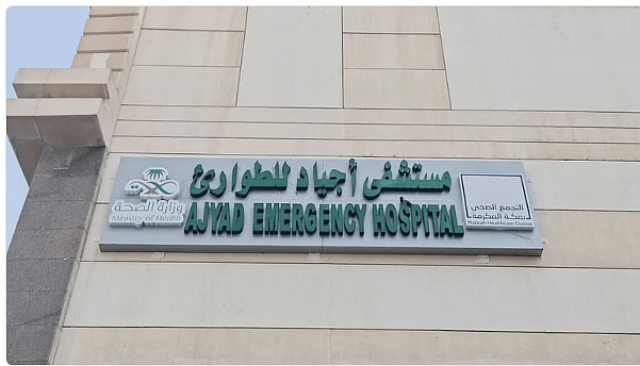 مستشفى أجياد للطوارئ
AJYAD EMERGENCY HOSPITAL
وزارة الصحة
Ministry of Health
التجمع الصحي
بمكة المكرمة
Makkah Healthcare Cluster